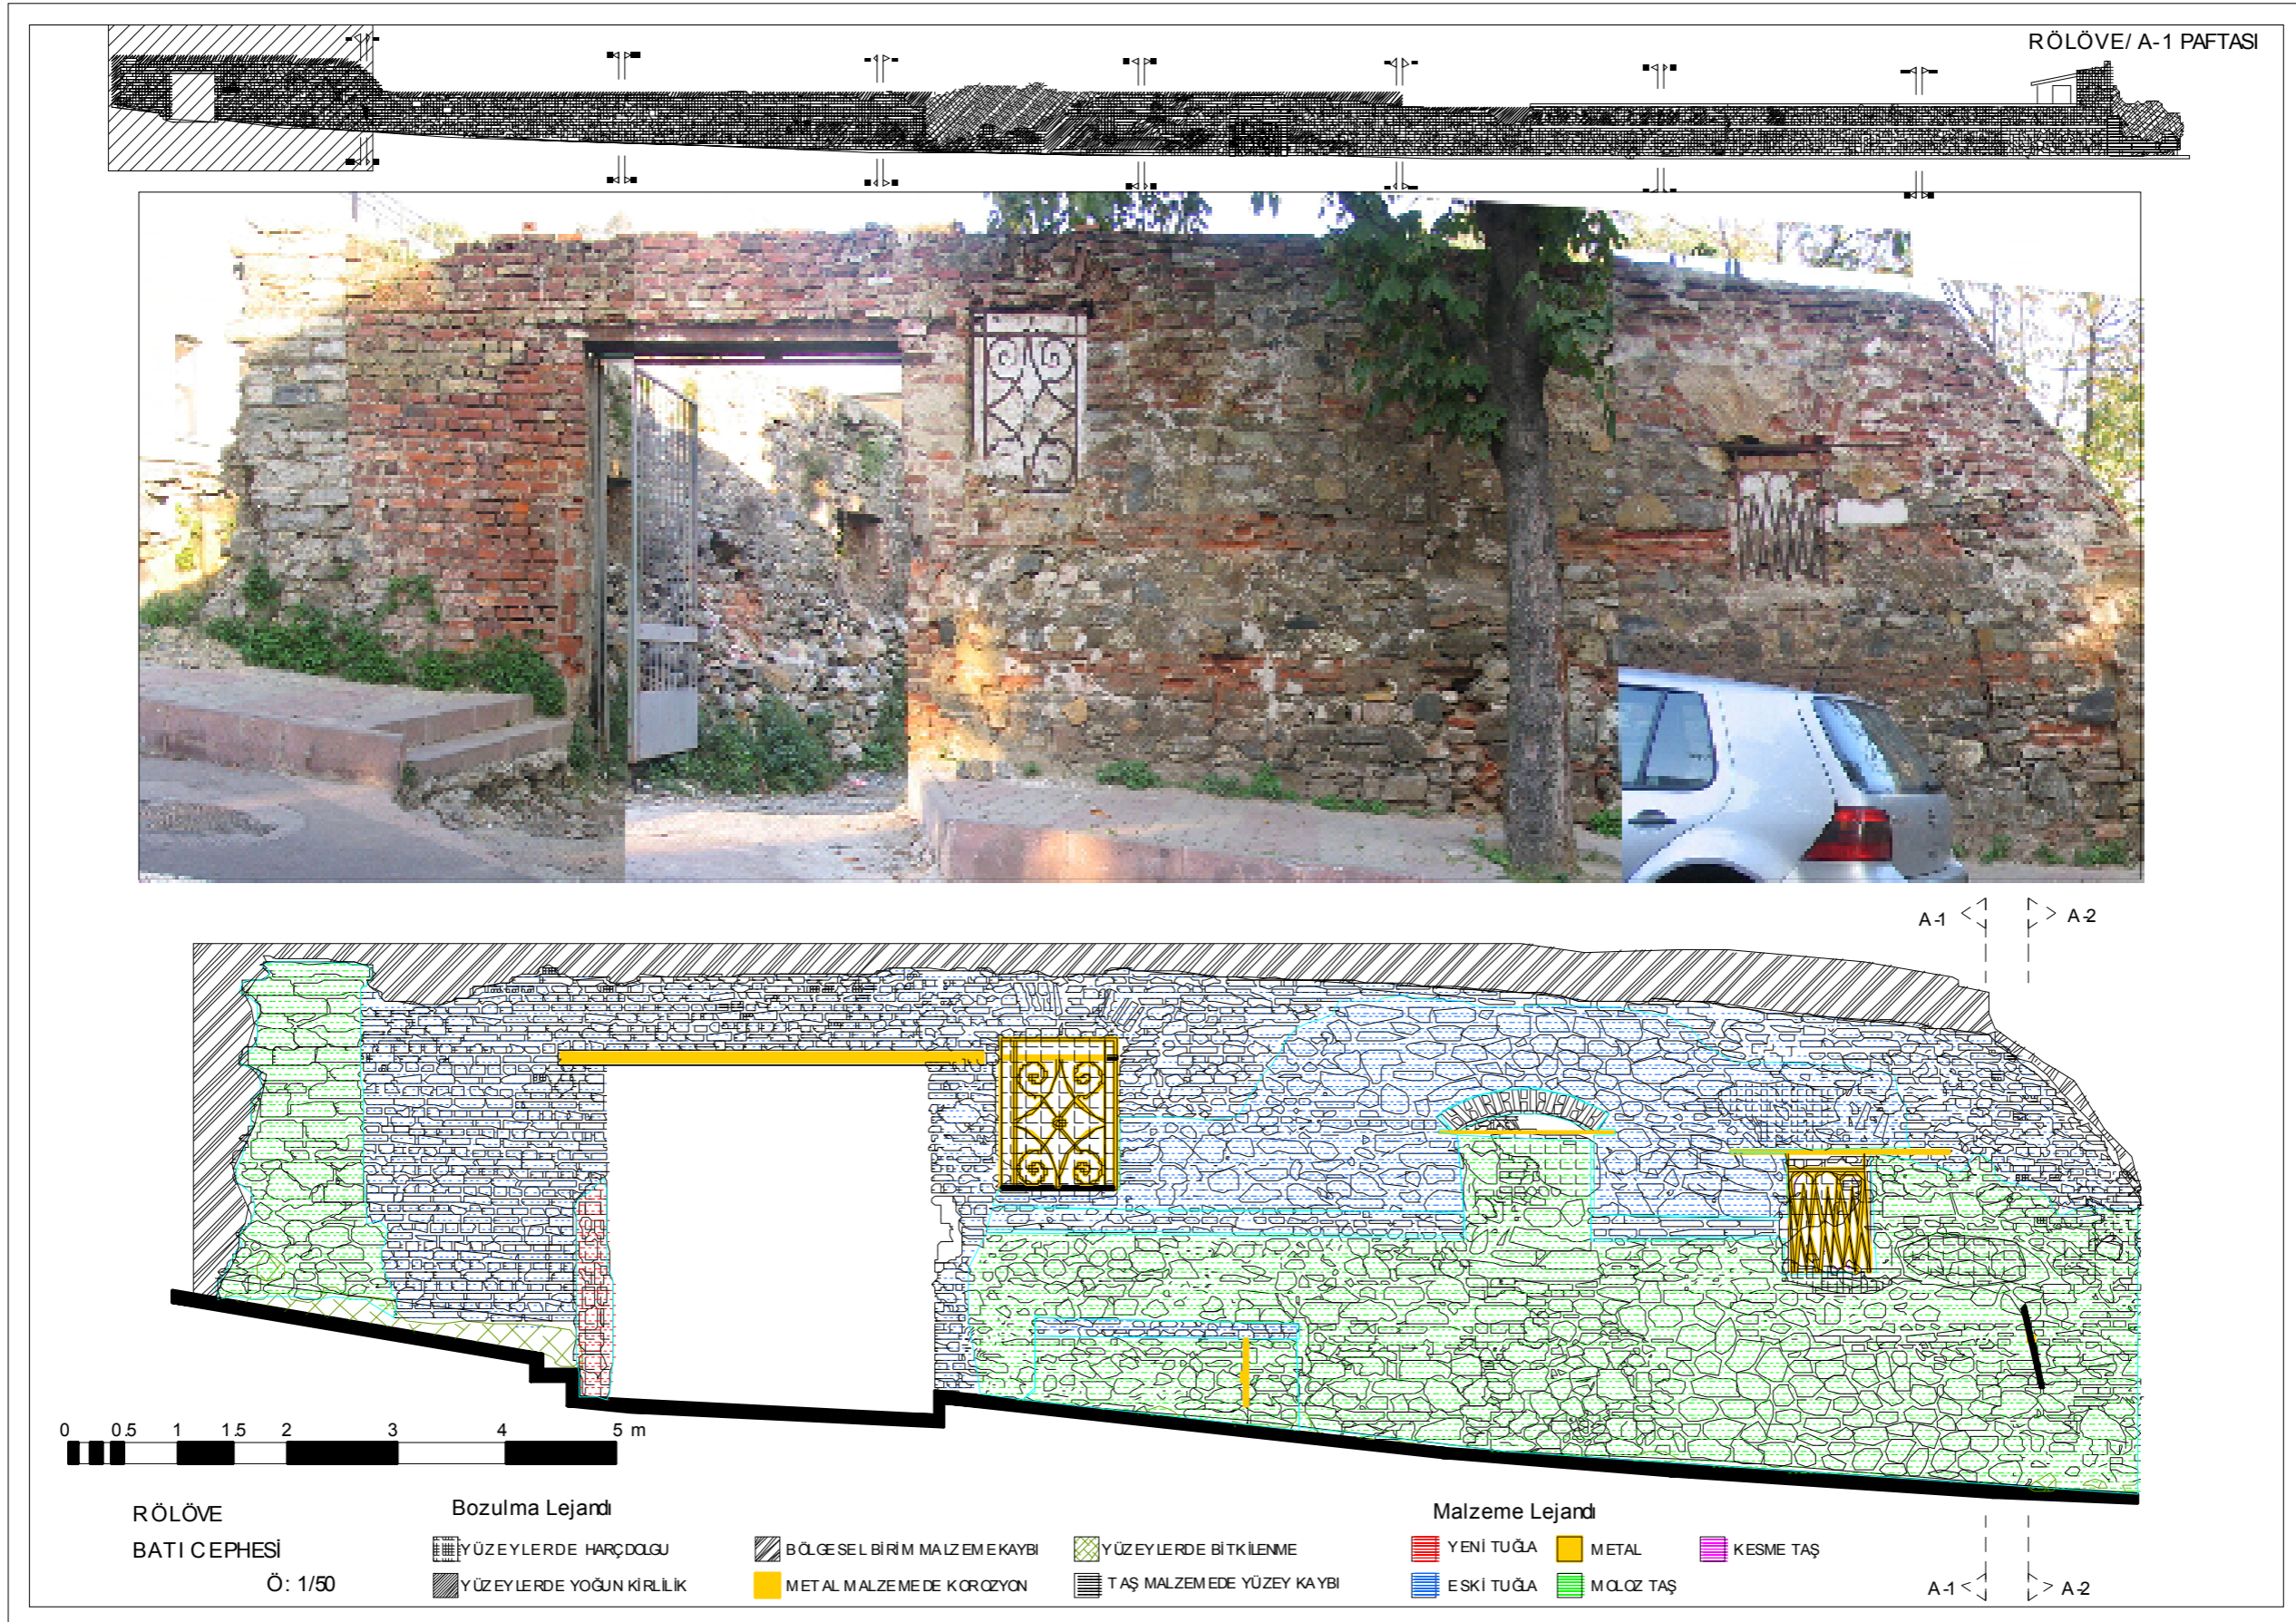 RÖLÖVE/ A-1 PAFTASI
A-1 A-2
0 0.5 1 1.5 2 3 4 5 m
RÖLÖVE
BATI CEPHESİ
Ö: 1/50
Bozulma Lejandı
YÜZEYLERDE HARÇ DOLGU
BÖLGESEL BİRİM MALZEME KAYBI
YÜZEYLERDE BİTKİLENME
YÜZEYLERDE YOĞUN KİRLİLİK
METAL MALZEMEDE KOROZYON
TAŞ MALZEMEDE YÜZEY KAYBI
Malzeme Lejandı
YENİ TUĞLA
METAL
KESME TAŞ
ESKİ TUĞLA
MOLOZ TAŞ
A-1 A-2